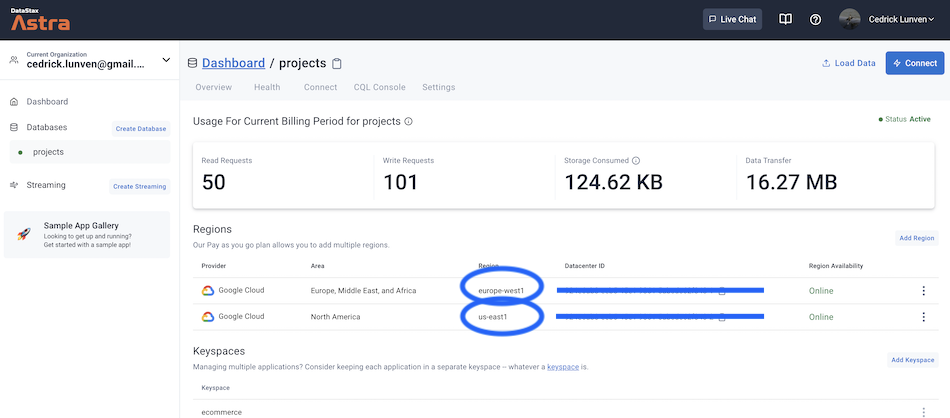 DataStax
Astra
Live Chat
Cedrick Lunven
Current Organization
cedrick.lunven@gmail....
Dashboard
Databases
Create Database
projects
Streaming
Create Streaming
Sample App Gallery
Looking to get up and running?
Get started with a sample app!
Dashboard / projects
Load Data
Connect
Overview Health Connect CQL Console Settings
Usage For Current Billing Period for projects
Status Active
Read Requests Write Requests Storage Consumed Data Transfer
50 101 124.62 KB 16.27 MB
Regions
Our Pay as you go plan allows you to add multiple regions.
Add Region
Provider Area Region Datacenter ID Region Availability
Google Cloud Europe, Middle East, and Africa europe-west1 Online
Google Cloud North America us-east1 Online
Keyspaces
Managing multiple applications? Consider keeping each application in a separate keyspace – whatever a keyspace is.
Add Keyspace
Keyspace
ecommerce